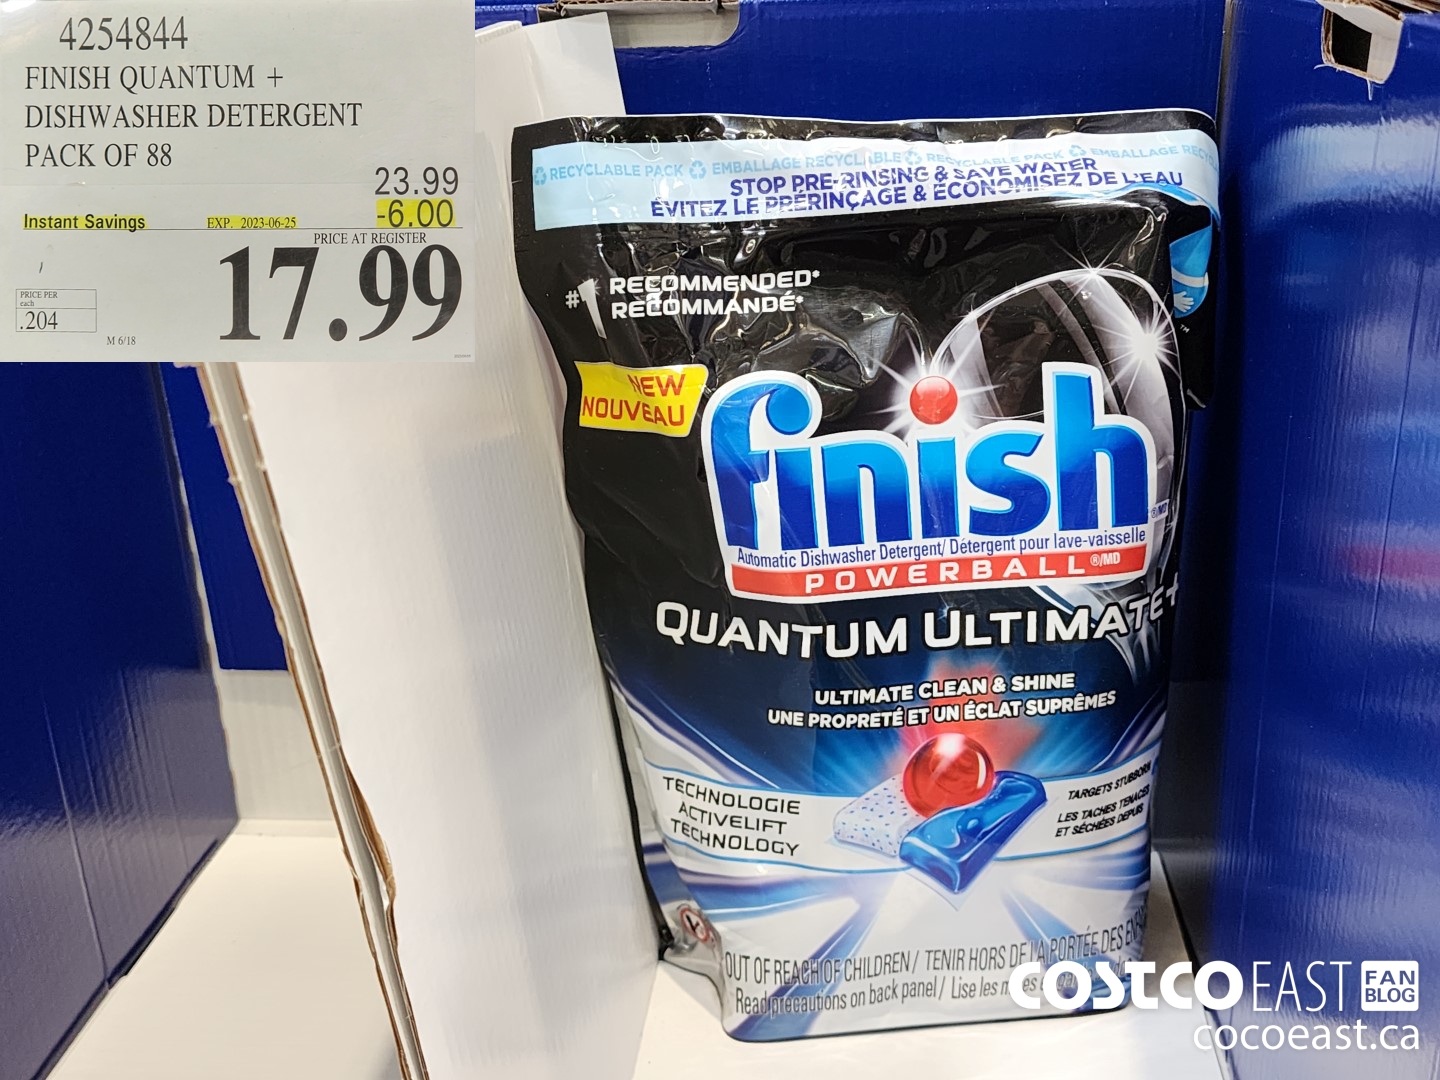 4254844
FINISH QUANTUM +
DISHWASHER DETERGENT
PACK OF 88
23.99
Instant Savings EXP. 2023-06-25 -6.00
PRICE AT REGISTER
17.99
PRICE PER
each
.204
M 6/18
RECYCLABLE PACK EMBALLAGE RECYCLABLE RECYCLABLE PACK EMBALLAGE
STOP PRE-RINSING & SAVE WATER
ÉVITEZ LE PRÉRINÇAGE & ÉCONOMISEZ DE L'EAU
#1 RECOMMENDED*
RECOMMANDÉ*
NEW
NOUVEAU
finish
®/MD
Automatic Dishwasher Detergent/ Détergent pour lave-vaisselle
POWERBALL®/MD
QUANTUM ULTIMATE+
ULTIMATE CLEAN & SHINE
UNE PROPRETÉ ET UN ÉCLAT SUPRÊMES
TECHNOLOGIE
ACTIVELIFT
TECHNOLOGY
TARGETS STUBBORN
LES TACHES TENACES
ET SÉCHÉES DEPUIS
OUT OF REACH OF CHILDREN / TENIR HORS DE LA PORTÉE DES
Read precautions on back panel / Lise les
COSTCO EAST FAN BLOG
cocoeast.ca